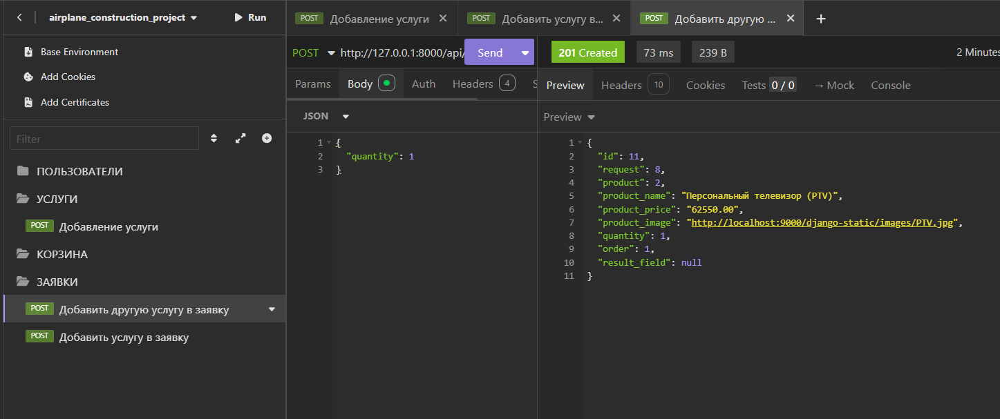 airplane_construction_project
Run
Base Environment
Add Cookies
Add Certificates
Filter
ПОЛЬЗОВАТЕЛИ
УСЛУГИ
POST Добавление услуги
КОРЗИНА
ЗАЯВКИ
POST Добавить другую услугу в заявку
POST Добавить услугу в заявку
POST Добавление услуги
POST Добавить услугу в...
POST Добавить другую ...
POST http://127.0.0.1:8000/api/ Send
201 Created 73 ms 239 B 2 Minutes
Params Body Auth Headers 4 S
JSON
1 {
2 "quantity": 1
3 }
Preview Headers 10 Cookies Tests 0 / 0 → Mock Console
Preview
1 {
2 "id": 11,
3 "request": 8,
4 "product": 2,
5 "product_name": "Персональный телевизор (PTV)",
6 "product_price": "62550.00",
7 "product_image": "http://localhost:9000/django-static/images/PTV.jpg",
8 "quantity": 1,
9 "order": 1,
10 "result_field": null
11 }